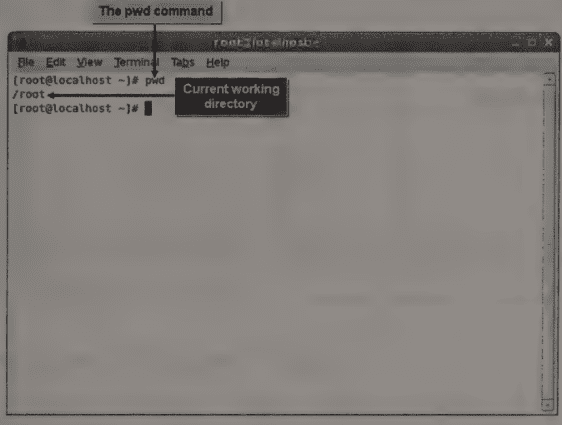 The pwd command
root@localhost:~
File Edit View Terminal Tabs Help
[root@localhost ~]# pwd
/root
Current working
directory
[root@localhost ~]#